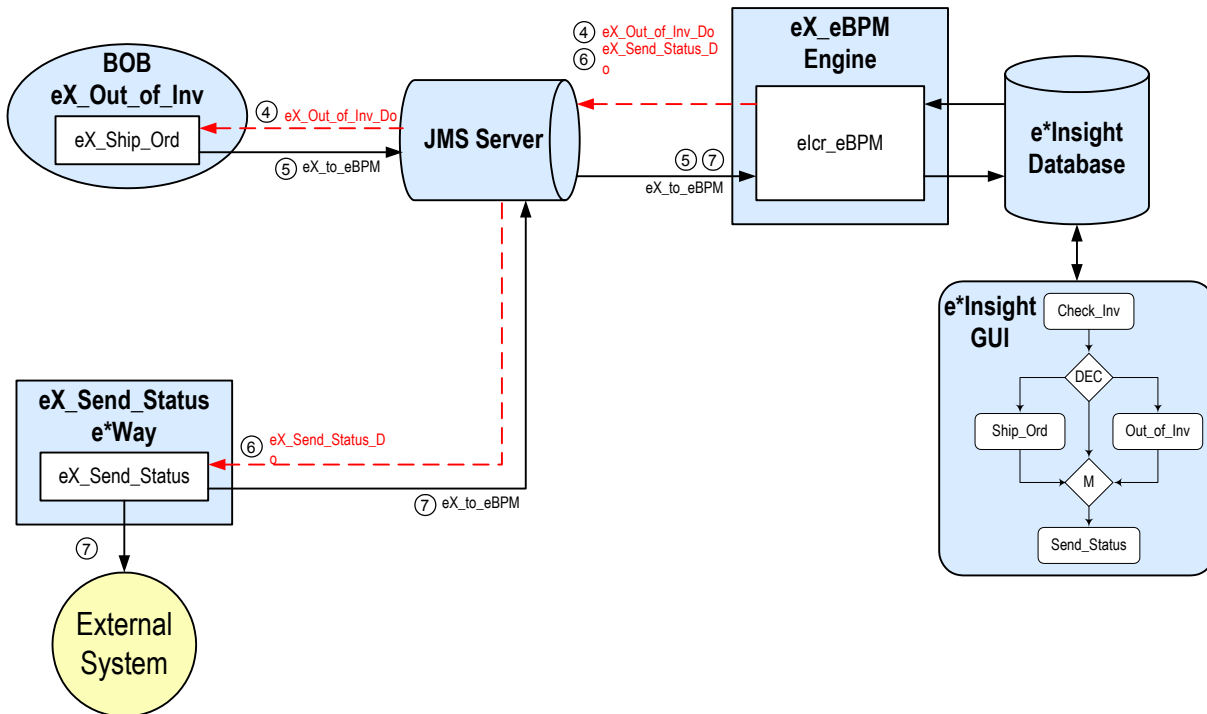 BOB
eX_Out_of_Inv
eX_Ship_Ord
④ eX_Out_of_Inv_Do
⑤ eX_to_eBPM
JMS Server
④ eX_Out_of_Inv_Do
⑥ eX_Send_Status_D
o
⑤ ⑦
eX_to_eBPM
eX_eBPM
Engine
eIcr_eBPM
e*Insight
Database
e*Insight
GUI
Check_Inv
DEC
Ship_Ord
Out_of_Inv
M
Send_Status
eX_Send_Status
e*Way
eX_Send_Status
⑥ eX_Send_Status_D
o
⑦ eX_to_eBPM
⑦
External
System